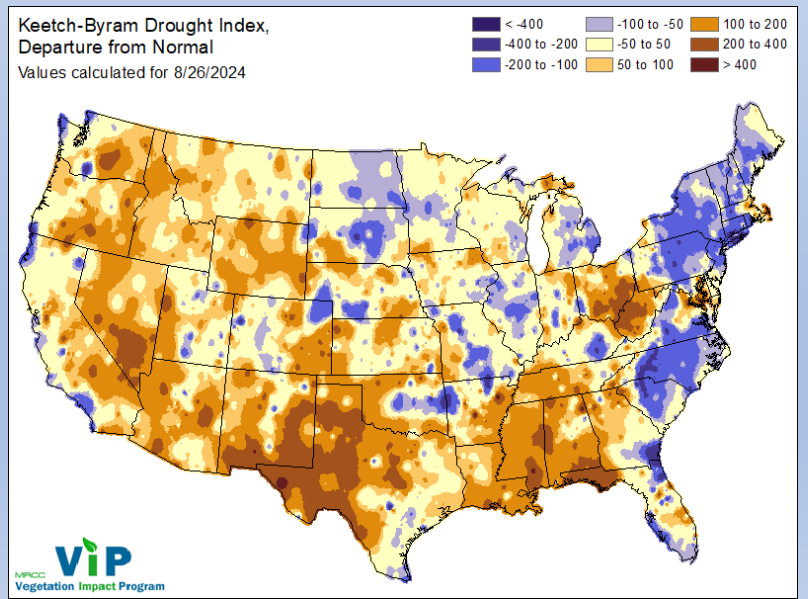 Keetch-Byram Drought Index,
Departure from Normal
Values calculated for 8/26/2024
< -400
-400 to -200
-200 to -100
-100 to -50
-50 to 50
50 to 100
100 to 200
200 to 400
> 400
MRCC
ViP
Vegetation Impact Program